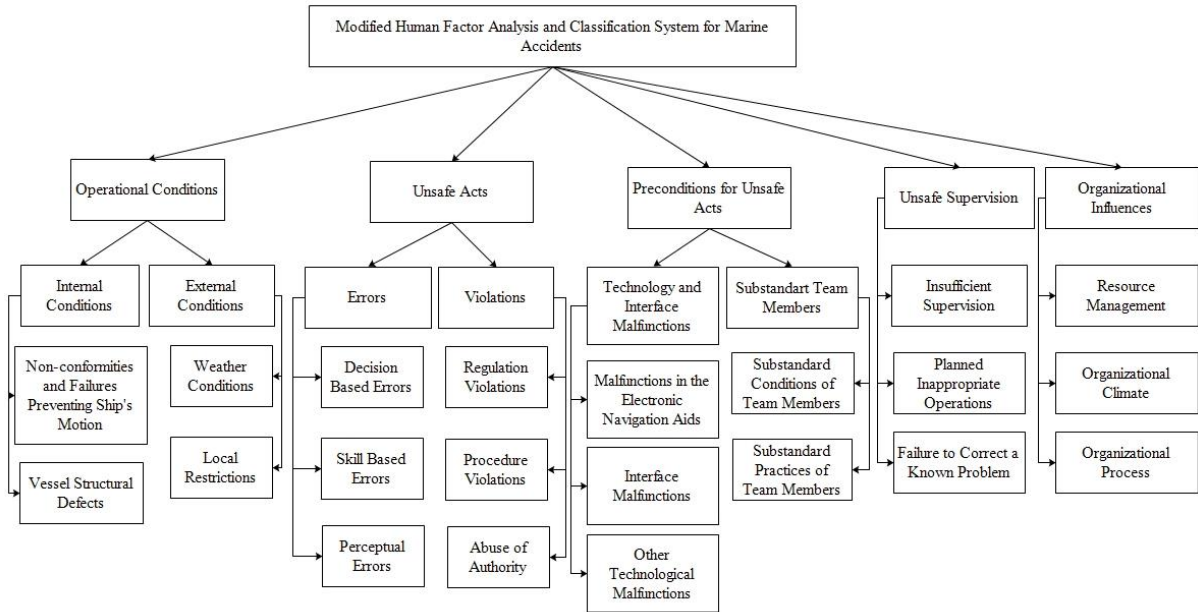 Modified Human Factor Analysis and Classification System for Marine
Accidents
Operational Conditions
Unsafe Acts
Preconditions for Unsafe
Acts
Unsafe Supervision
Organizational
Influences
Internal
Conditions
External
Conditions
Errors
Violations
Technology and
Interface
Malfunctions
Substandart Team
Members
Insufficient
Supervision
Resource
Management
Non-conformities
and Failures
Preventing Ship's
Motion
Weather
Conditions
Decision
Based Errors
Regulation
Violations
Malfunctions in the
Electronic
Navigation Aids
Substandard
Conditions of
Team Members
Planned
Inappropriate
Operations
Organizational
Climate
Vessel Structural
Defects
Local
Restrictions
Skill Based
Errors
Procedure
Violations
Interface
Malfunctions
Substandard
Practices of
Team Members
Failure to Correct a
Known Problem
Organizational
Process
Perceptual
Errors
Abuse of
Authority
Other
Technological
Malfunctions